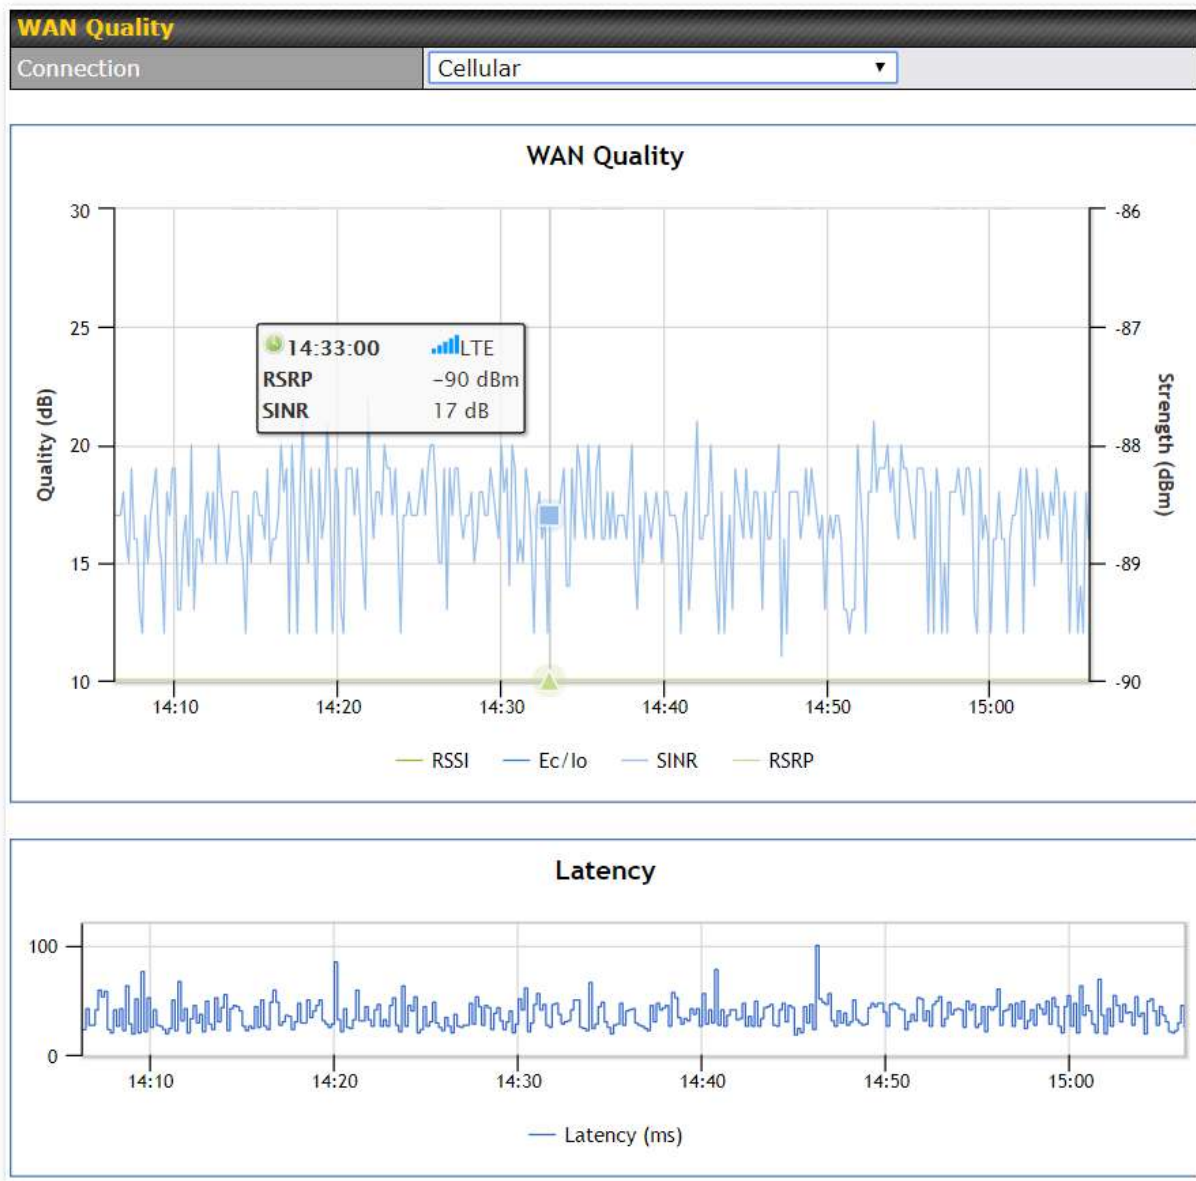 WAN Quality
Connection Cellular
WAN Quality
30 -86
25 -87
14:33:00 LTE
RSRP -90 dBm
SINR 17 dB
Quality (dB)
Strength (dBm)
20 -88
15 -89
10 -90
14:10 14:20 14:30 14:40 14:50 15:00
RSSI Ec/Io SINR RSRP
Latency
100
0
14:10 14:20 14:30 14:40 14:50 15:00
Latency (ms)